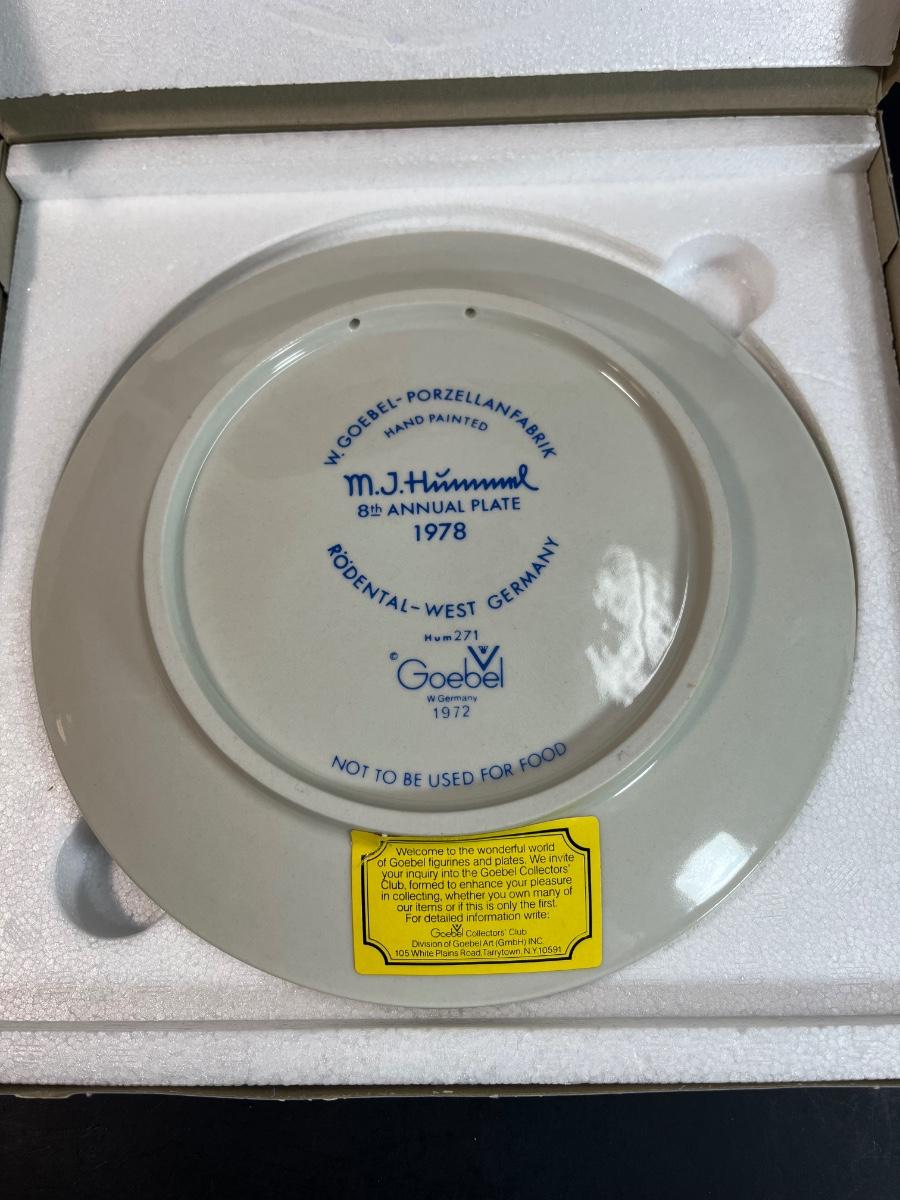 W. GOEBEL-PORZELLANFABRIK
HAND PAINTED
M.J.Hummel
8th ANNUAL PLATE
1978
RÖDENTAL-WEST GERMANY
Hum271
© Goebel
W.Germany
1972
NOT TO BE USED FOR FOOD
Welcome to the wonderful world
of Goebel figurines and plates. We invite
your inquiry into the Goebel Collectors'
Club, formed to enhance your pleasure
in collecting, whether you own many of
our items or if this is only the first.
For detailed information write:
Goebel Collectors' Club
Division of Goebel Art (GmbH) INC.
105 White Plains Road, Tarrytown, N.Y.10591